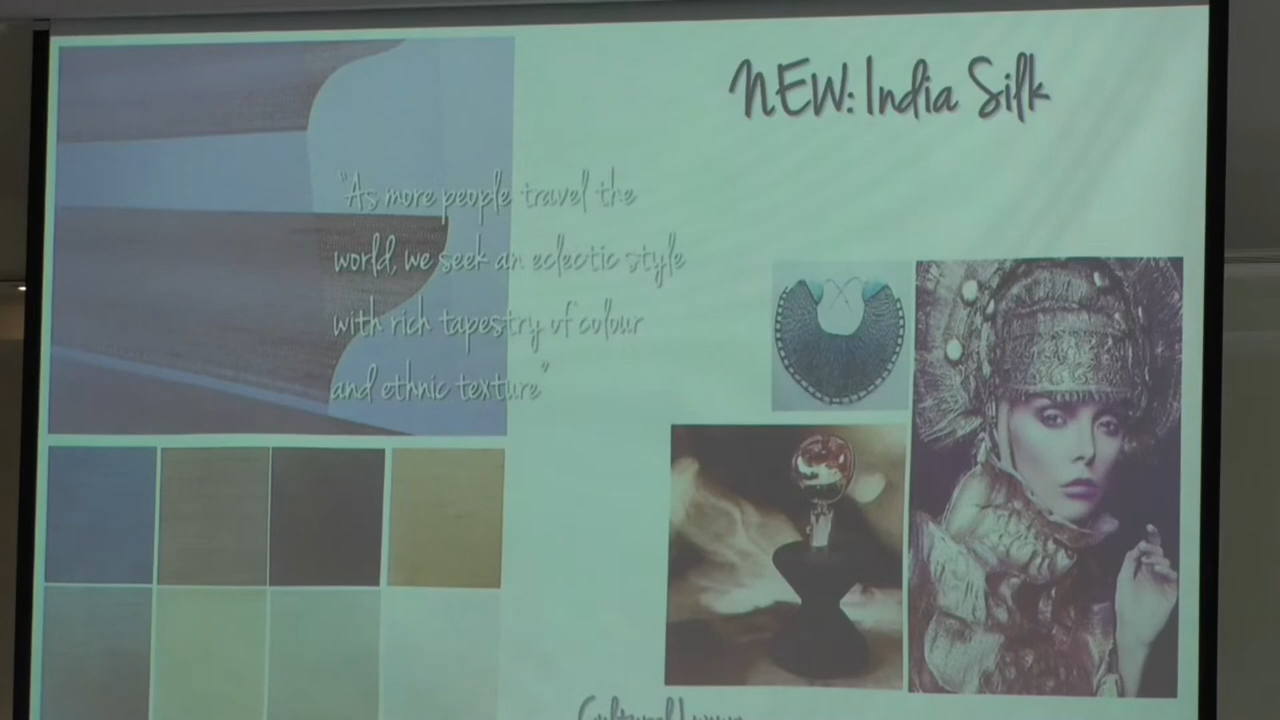 NEW: India Silk
"As more people travel the
world, we seek an eclectic style
with rich tapestry of colour
and ethnic texture"